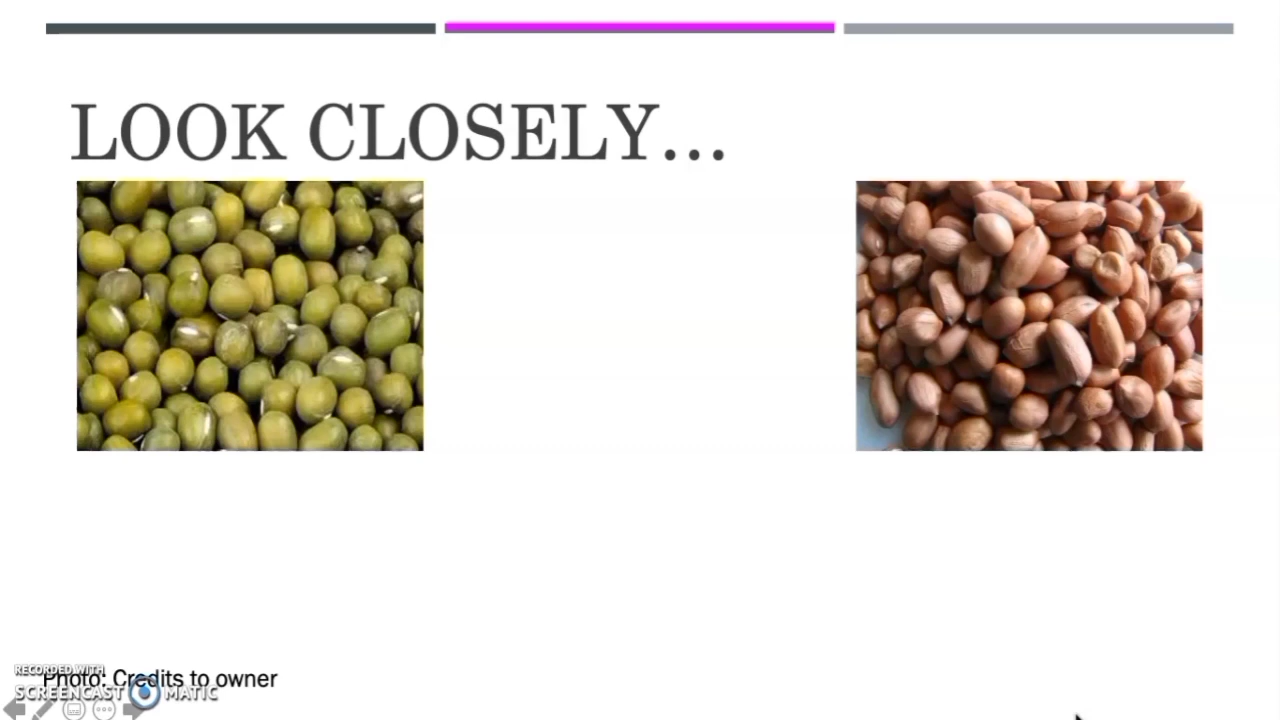 LOOK CLOSELY...
RECORDED WITH
Photo: Credits to owner
SCREENCAST MATIC